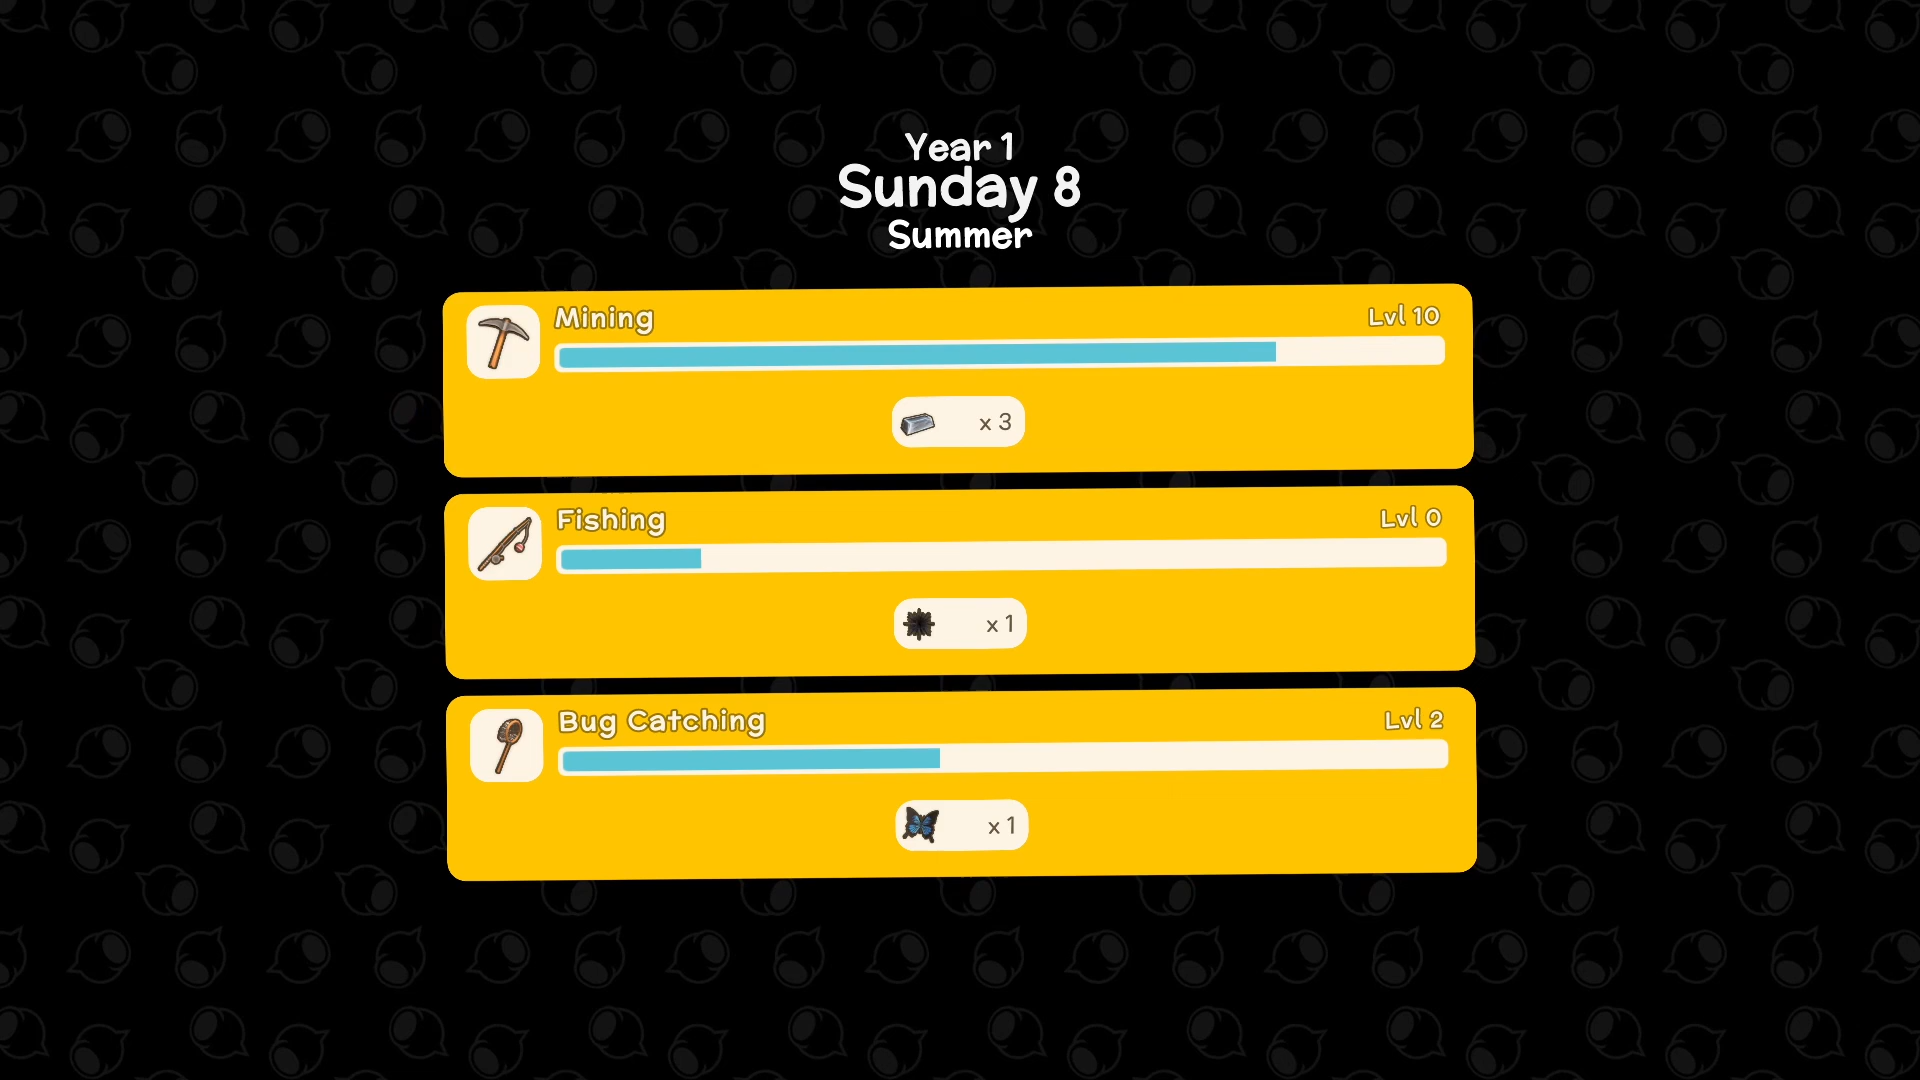 Year 1
Sunday 8
Summer
Mining
Lvl 10
x 3
Fishing
Lvl 0
x 1
Bug Catching
Lvl 2
x 1